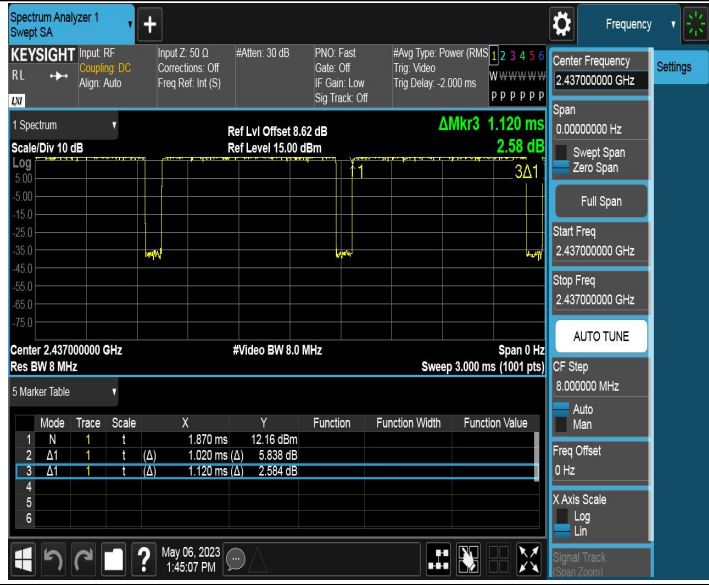 Spectrum Analyzer 1
Swept SA
Frequency
KEYSIGHT
RL
LXI
Input: RF
Coupling: DC
Align: Auto
Input Z: 50 Ω
Corrections: Off
Freq Ref: Int (S)
#Atten: 30 dB
PNO: Fast
Gate: Off
IF Gain: Low
Sig Track: Off
#Avg Type: Power (RMS
Trig: Video
Trig Delay: -2.000 ms
1 2 3 4 5 6
W W W W W W
P P P P P P
Settings
Center Frequency
2.437000000 GHz
Span
0.00000000 Hz
Swept Span
Zero Span
Full Span
Start Freq
2.437000000 GHz
Stop Freq
2.437000000 GHz
AUTO TUNE
CF Step
8.000000 MHz
Auto
Man
Freq Offset
0 Hz
X Axis Scale
Log
Lin
Signal Track
(Span Zoom)
1 Spectrum
Scale/Div 10 dB
Ref Lvl Offset 8.62 dB
Ref Level 15.00 dBm
ΔMkr3 1.120 ms
2.58 dB
Log
5.00
-5.00
-15.0
-25.0
-35.0
-45.0
-55.0
-65.0
-75.0
1
3Δ1
Center 2.437000000 GHz
Res BW 8 MHz
#Video BW 8.0 MHz
Span 0 Hz
Sweep 3.000 ms (1001 pts)
5 Marker Table
Mode Trace Scale X Y Function Function Width Function Value
1 N 1 t 1.870 ms 12.16 dBm
2 Δ1 1 t (Δ) 1.020 ms (Δ) 5.838 dB
3 Δ1 1 t (Δ) 1.120 ms (Δ) 2.584 dB
4
5
6
?
May 06, 2023
1:45:07 PM